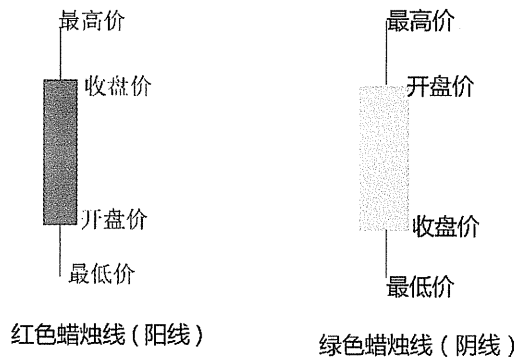 最高价
收盘价
开盘价
最低价
红色蜡烛线（阳线）
最高价
开盘价
收盘价
最低价
绿色蜡烛线（阴线）